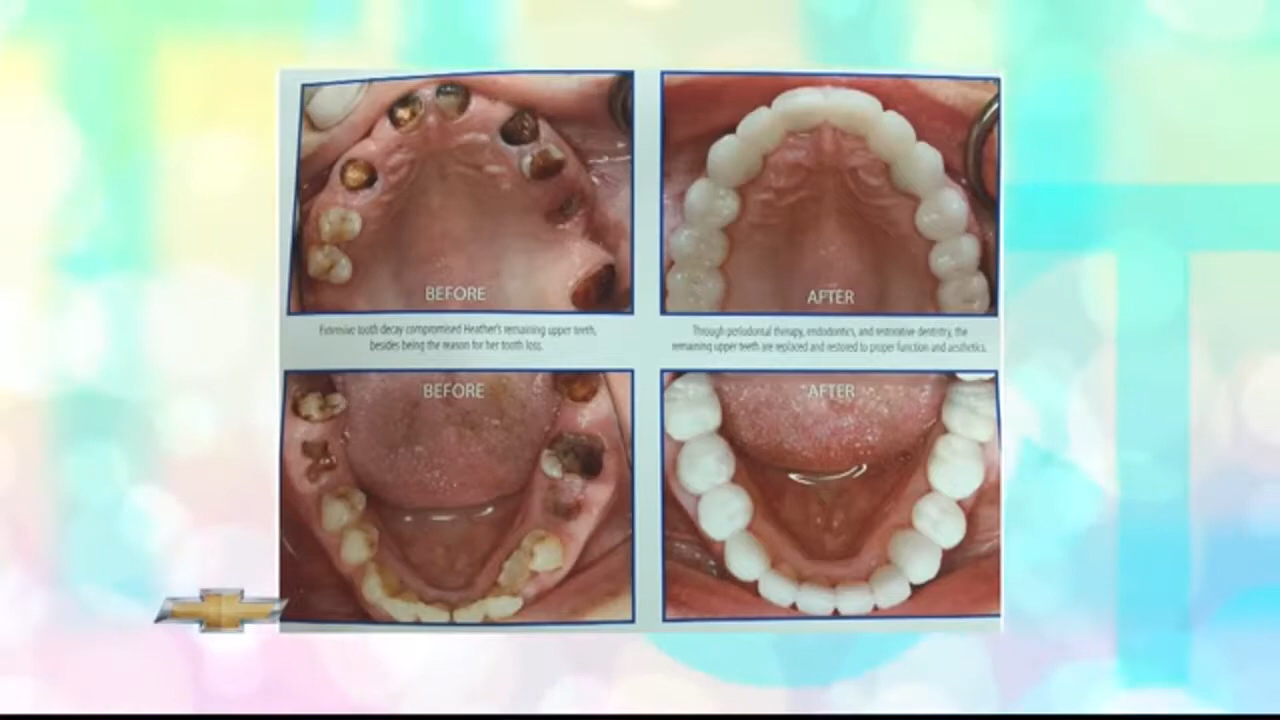 BEFORE
AFTER
Extensive tooth decay compromised Heather's remaining upper teeth,
besides being the reason for her tooth loss.
Through periodontal therapy, endodontics, and restorative dentistry, the
remaining upper teeth are replaced and restored to proper function and aesthetics.
BEFORE
AFTER